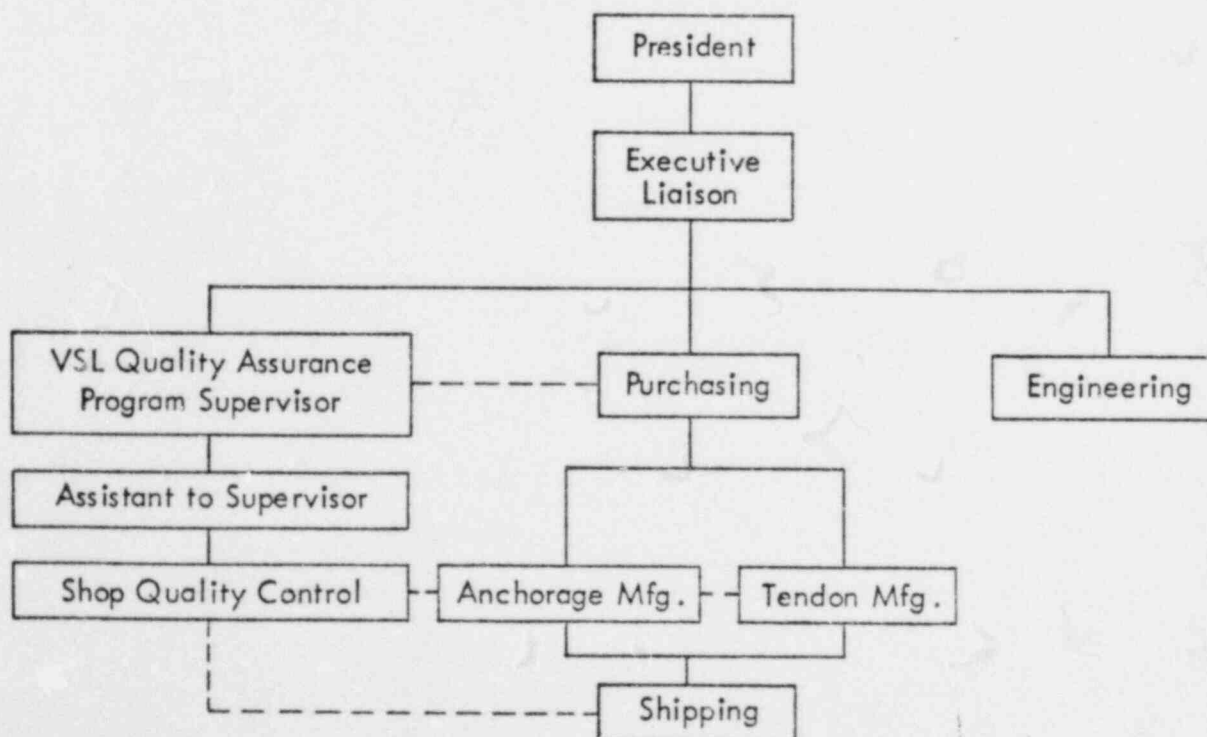 President
Executive
Liaison
VSL Quality Assurance
Program Supervisor
Purchasing
Engineering
Assistant to Supervisor
Shop Quality Control
Anchorage Mfg.
Tendon Mfg.
Shipping